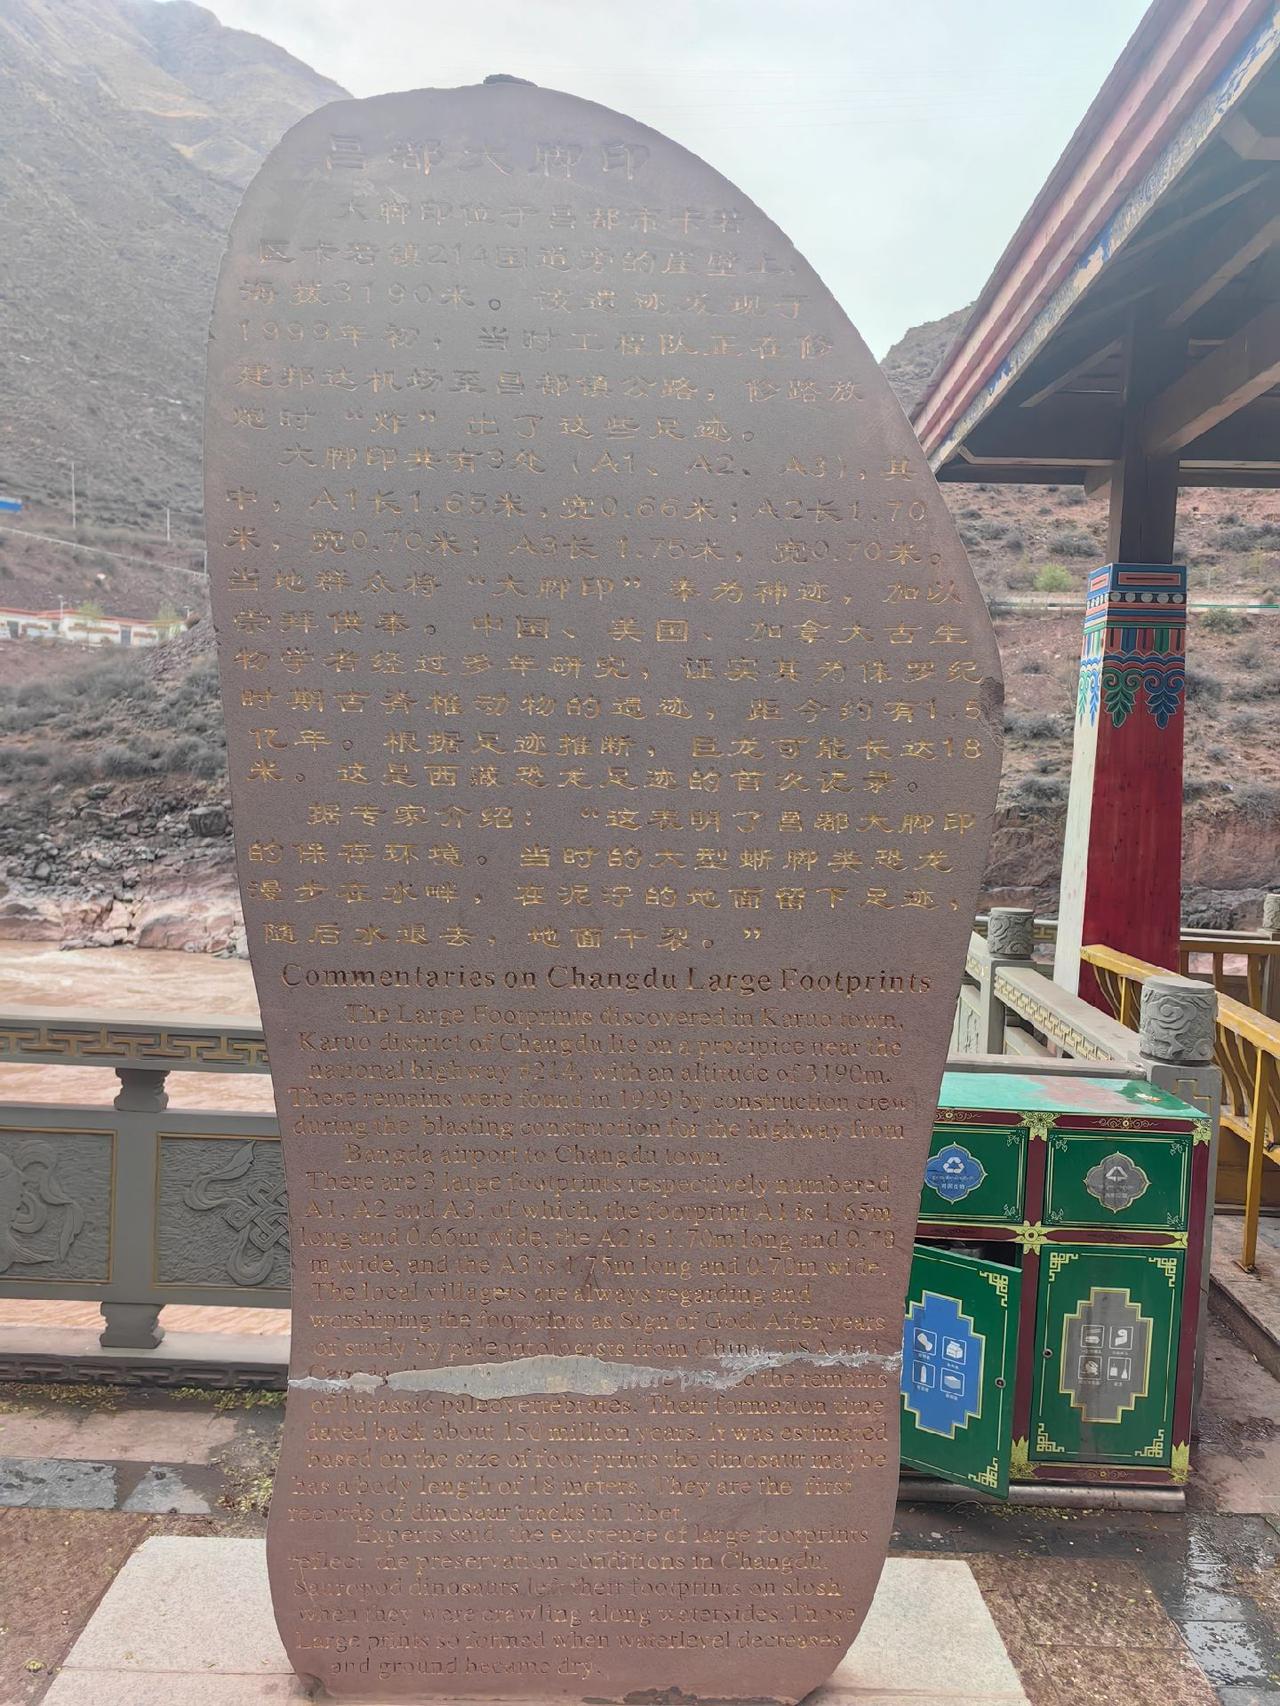 昌都大脚印
大脚印位于昌都市卡若
区卡若镇214国道旁的崖壁上，
海拔3190米。该遗迹发现于
1999年初，当时工程队正在修
建邦达机场至昌都镇公路，修路放
炮时“炸”出了这些足迹。
大脚印共有3处（A1、A2、A3），其
中，A1长1.65米，宽0.66米；A2长1.70
米，宽0.70米；A3长1.75米，宽0.70米。
当地群众将“大脚印”奉为神迹，加以
崇拜供奉。中国、美国、加拿大古生
物学者经过多年研究，证实其为侏罗纪
时期古脊椎动物的遗迹，距今约有1.5
亿年。根据足迹推断，巨龙可能长达18
米。这是西藏恐龙足迹的首次记录。
据专家介绍：“这表明了昌都大脚印
的保存环境。当时的大型蜥脚类恐龙
漫步在水畔，在泥泞的地面留下足迹，
随后水退去，地面干裂。”
Commentaries on Changdu Large Footprints
The Large Footprints discovered in Karuo town,
Karuo district of Changdu lie on a precipice near the
national highway #214, with an altitude of 3190m.
These remains were found in 1999 by construction crew
during the blasting construction for the highway from
Bangda airport to Changdu town.
There are 3 large footprints respectively numbered
A1, A2 and A3, of which, the footprint A1 is 1.65m
long and 0.66m wide, the A2 is 1.70m long and 0.70
m wide, and the A3 is 1.75m long and 0.70m wide.
The local villagers are always regarding and
worshiping the footprints as Sign of God. After years
of study by paleontologists from China, USA and
the remains
of Jurassic paleovertebrates. Their formation time
dated back about 150 million years. It was estimated
based on the size of foot-prints the dinosaur maybe
has a body length of 18 meters. They are the first
records of dinosaur tracks in Tibet.
Experts said, the existence of large footprints
reflect the preservation conditions in Changdu.
Sauropod dinosaurs left their footprints on slosh
when they were crawling along watersides. Those
Large prints so formed when waterlevel decreases
and ground became dry.